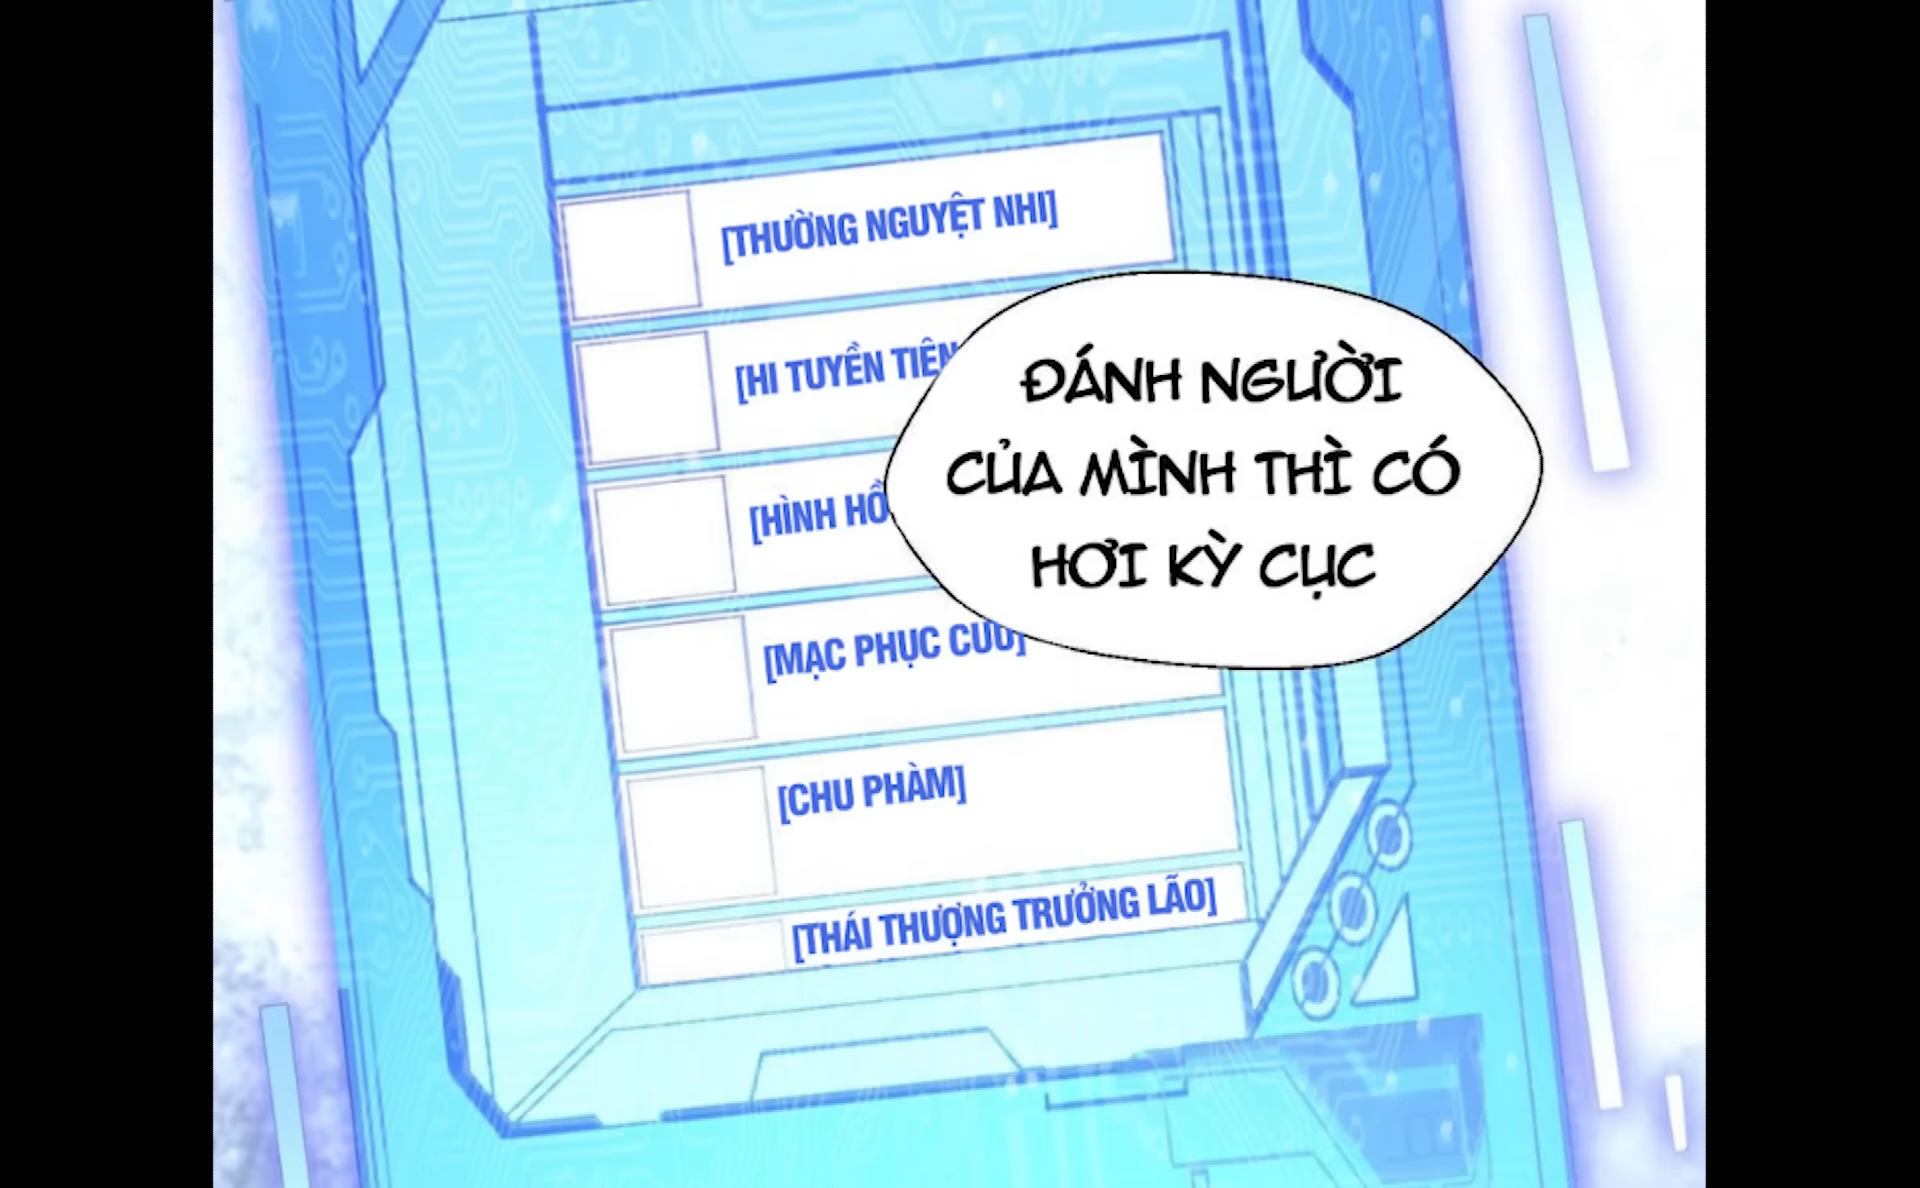 [THƯỜNG NGUYỆT NHI]
[HI TUYỀN TIÊN
[HÌNH HỒ
[MẠC PHỤC CUU]
[CHU PHÀM]
[THÁI THƯỢNG TRƯỞNG LÃO]
ĐÁNH NGƯỜI
CỦA MÌNH THÌ CÓ
HƠI KỲ CỤC